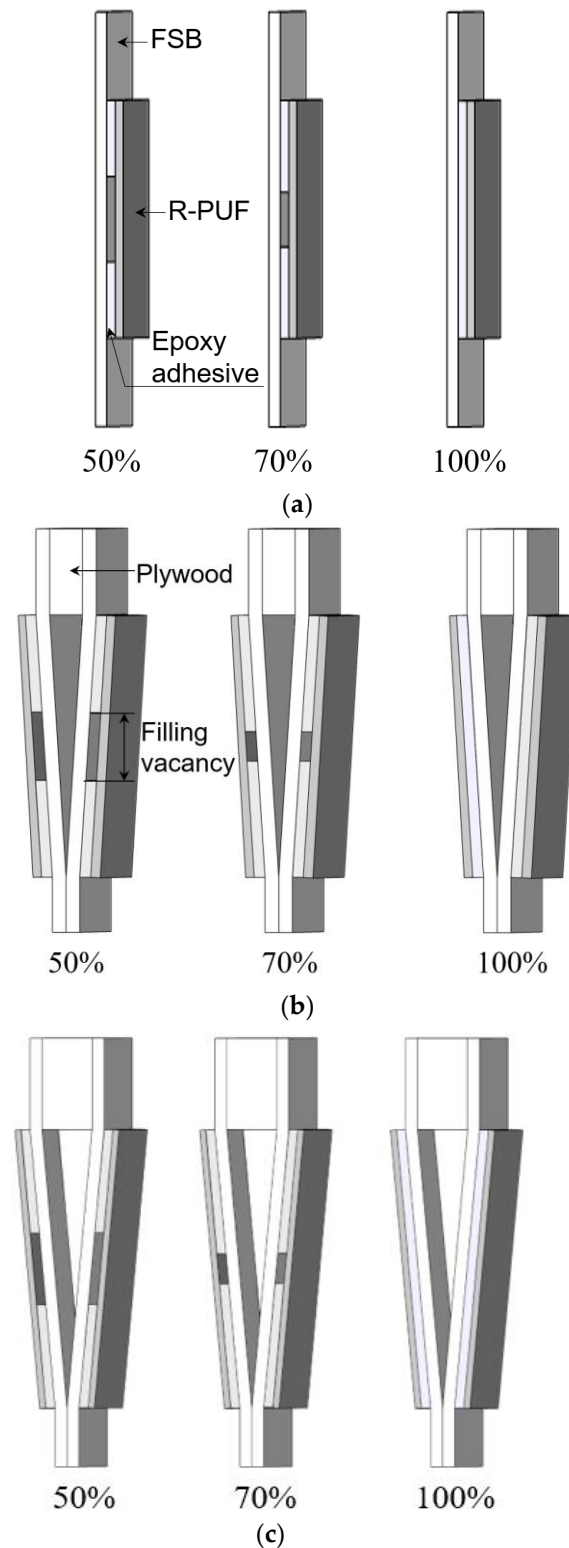 FSB
R-PUF
Epoxy
adhesive
50% 70% 100%
(a)
Plywood
Filling
vacancy
50% 70% 100%
(b)
50% 70% 100%
(c)